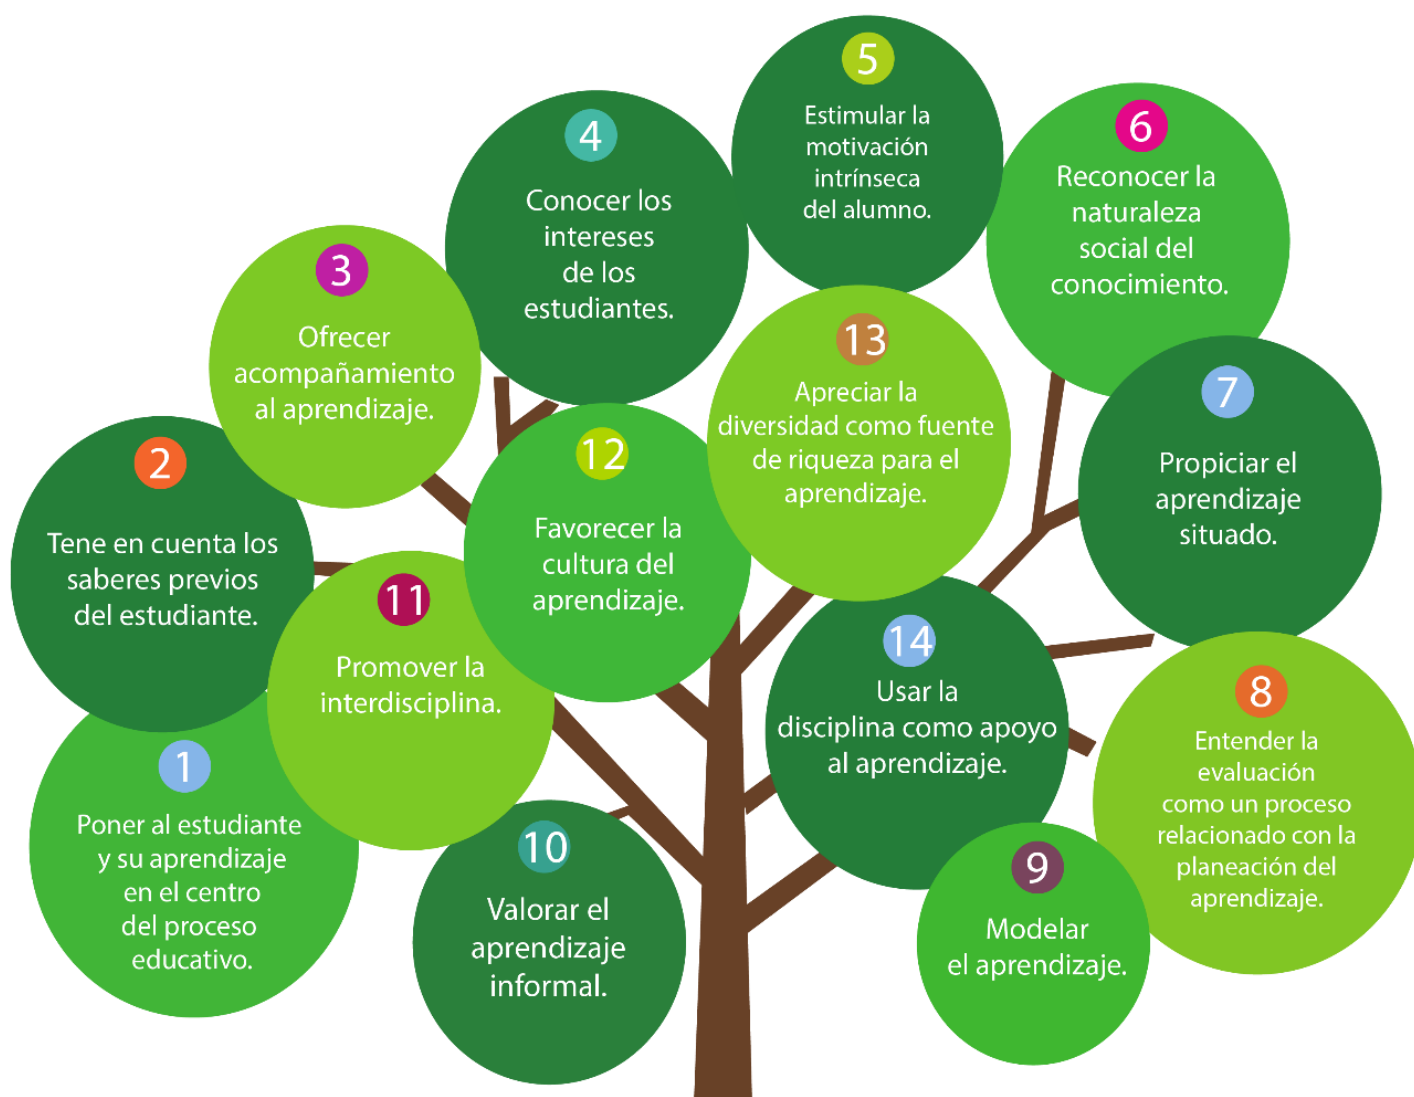 1
Poner al estudiante
y su aprendizaje
en el centro
del proceso
educativo.
2
Tene en cuenta los
saberes previos
del estudiante.
3
Ofrecer
acompañamiento
al aprendizaje.
4
Conocer los
intereses
de los
estudiantes.
5
Estimular la
motivación
intrínseca
del alumno.
6
Reconocer la
naturaleza
social del
conocimiento.
7
Propiciar el
aprendizaje
situado.
8
Entender la
evaluación
como un proceso
relacionado con la
planeación del
aprendizaje.
9
Modelar
el aprendizaje.
10
Valorar el
aprendizaje
informal.
11
Promover la
interdisciplina.
12
Favorecer la
cultura del
aprendizaje.
13
Apreciar la
diversidad como fuente
de riqueza para el
aprendizaje.
14
Usar la
disciplina como apoyo
al aprendizaje.